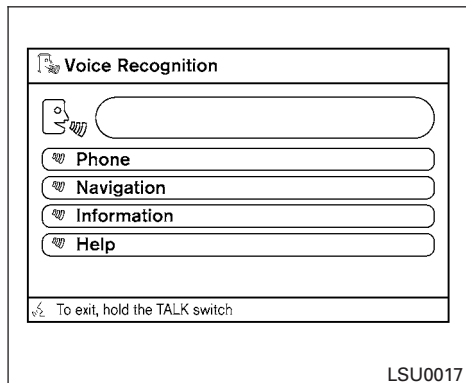 Voice Recognition
Phone
Navigation
Information
Help
To exit, hold the TALK switch
LSU0017